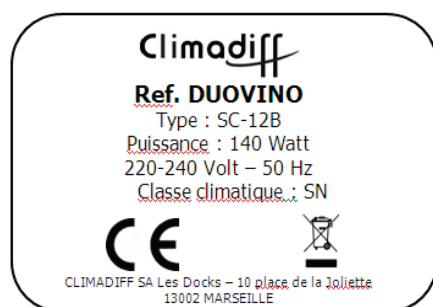 Climadiff
Ref. DUOVINO
Type : SC-12B
Puissance : 140 Watt
220-240 Volt – 50 Hz
Classe climatique : SN
CE
CLIMADIFF SA Les Docks – 10 place de la Joliette
13002 MARSEILLE